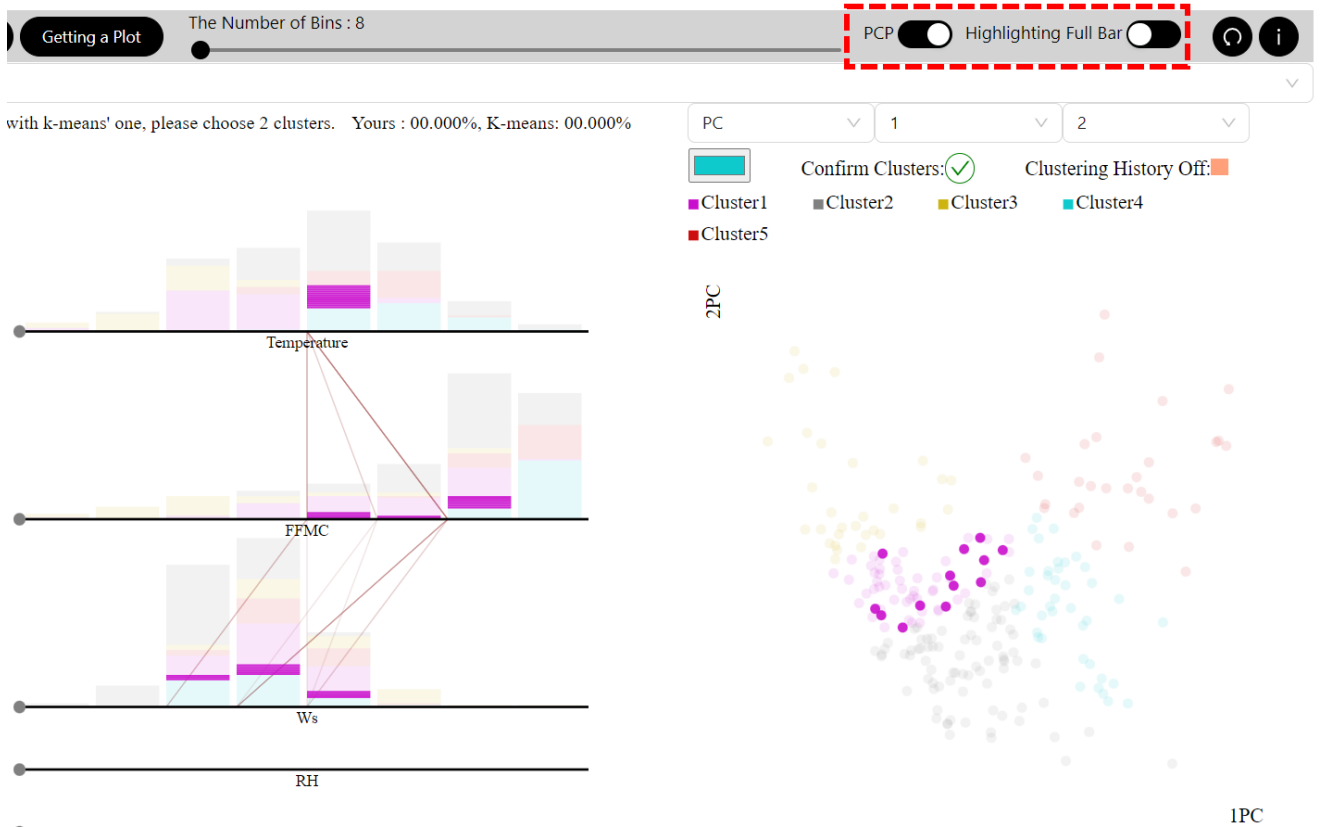 Getting a Plot
The Number of Bins : 8
PCP
Highlighting Full Bar
i
with k-means' one, please choose 2 clusters. Yours : 00.000%, K-means: 00.000%
PC
1
2
Confirm Clusters:
Clustering History Off:
Cluster1
Cluster2
Cluster3
Cluster4
Cluster5
2PC
Temperature
FFMC
Ws
RH
1PC